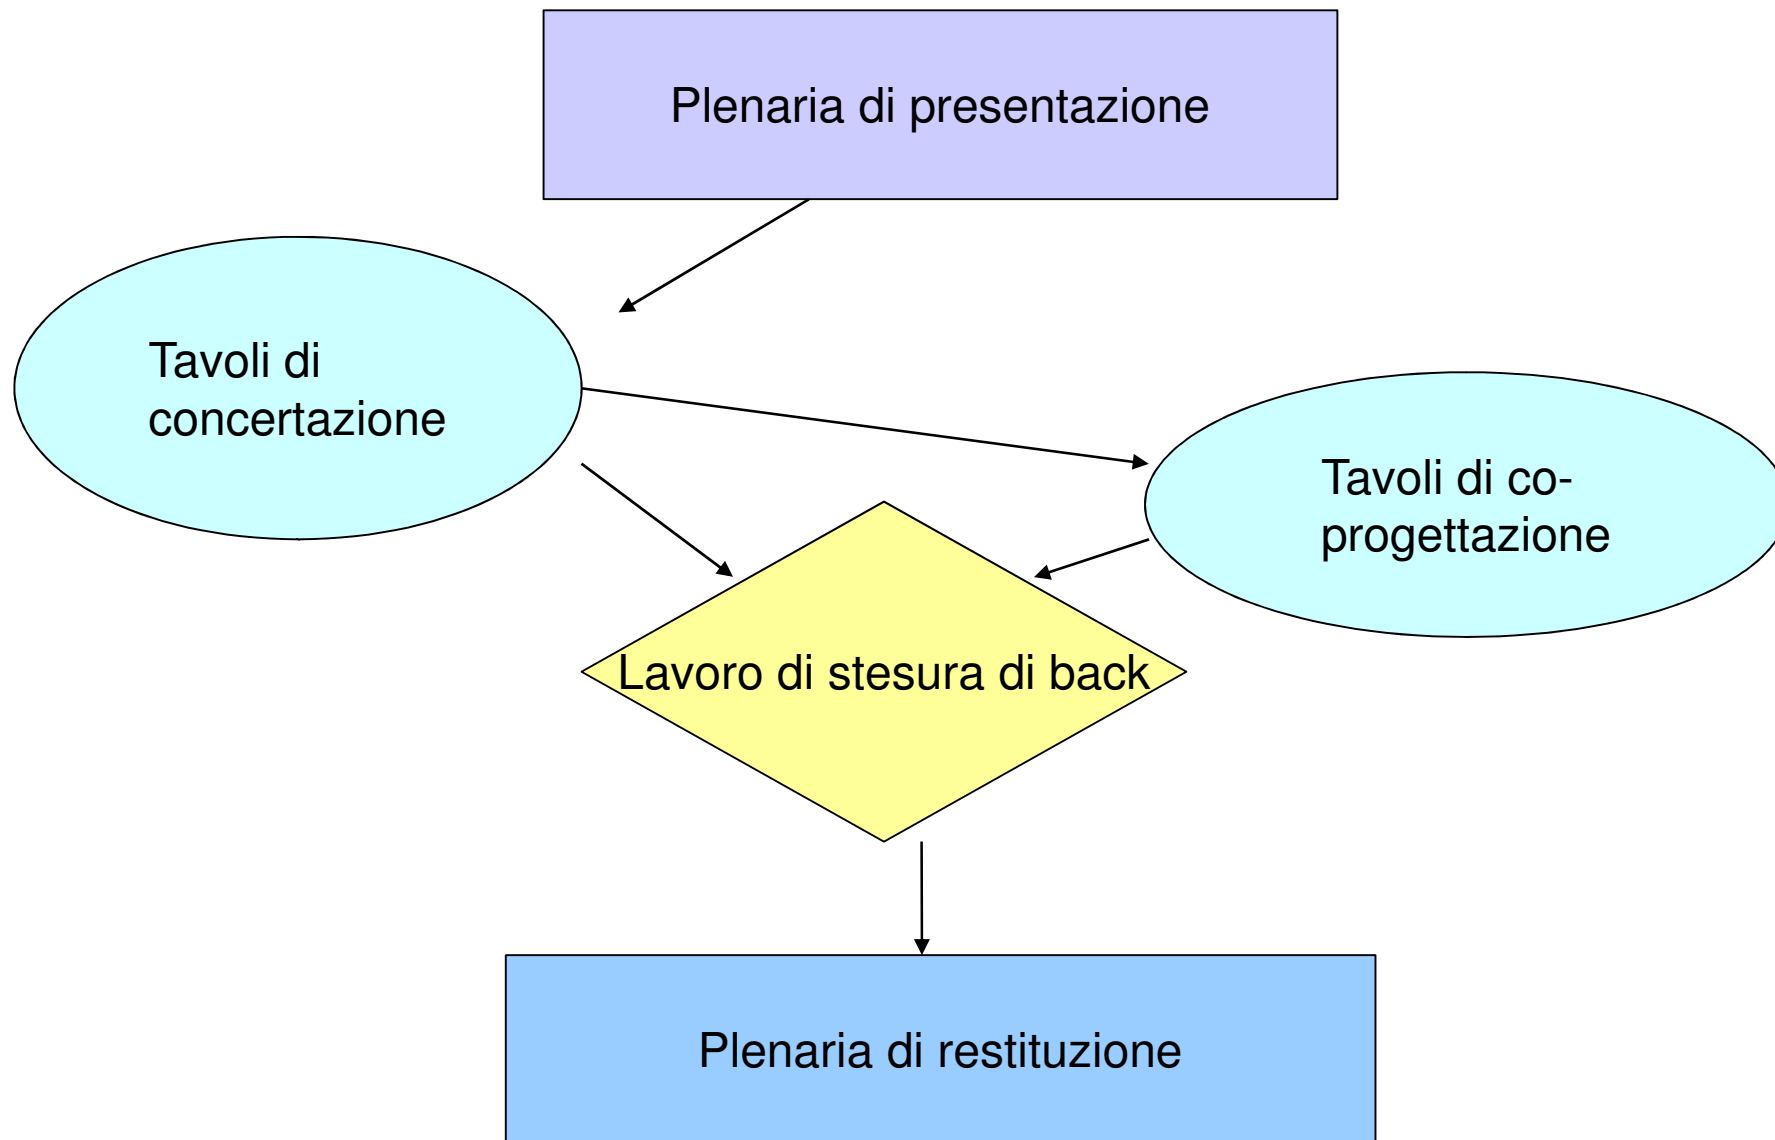 Plenaria di presentazione
Tavoli di
concertazione
Tavoli di co-
progettazione
Lavoro di stesura di back
Plenaria di restituzione